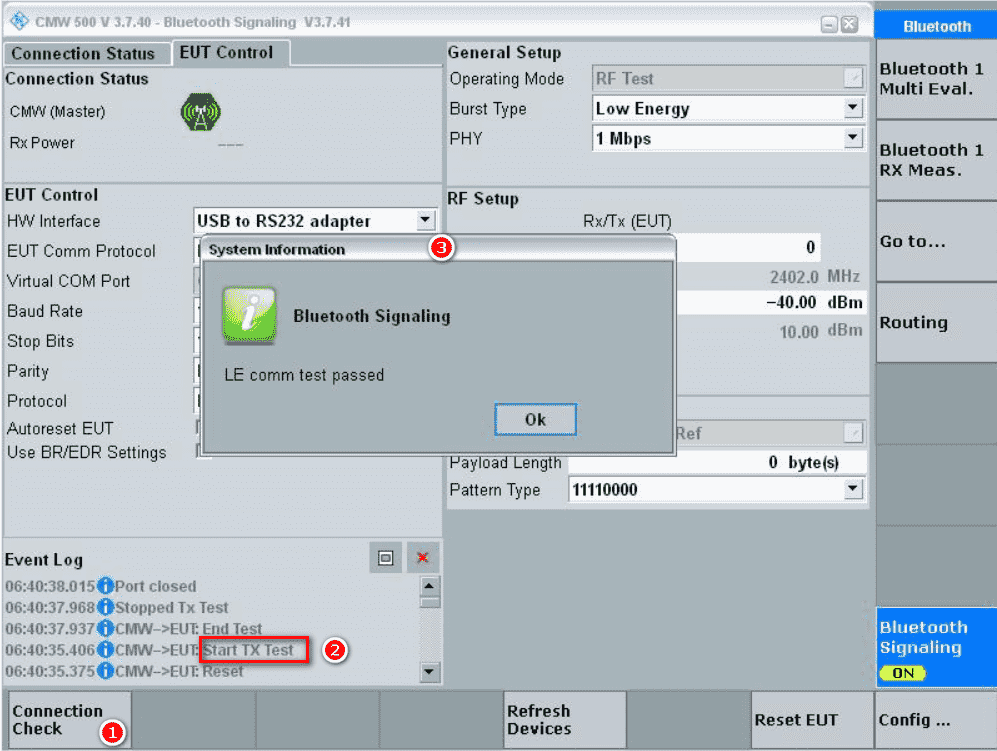 CMW 500 V 3.7.40 - Bluetooth Signaling V3.7.41
Bluetooth
Connection Status
EUT Control
Connection Status
CMW (Master)
Rx Power
---
EUT Control
HW Interface
USB to RS232 adapter
EUT Comm Protocol
Virtual COM Port
Baud Rate
Stop Bits
Parity
Protocol
Autoreset EUT
Use BR/EDR Settings
General Setup
Operating Mode
RF Test
Burst Type
Low Energy
PHY
1 Mbps
RF Setup
Rx/Tx (EUT)
0
2402.0 MHz
-40.00 dBm
10.00 dBm
Ref
Payload Length
0 byte(s)
Pattern Type
11110000
System Information
3
Bluetooth Signaling
LE comm test passed
Ok
Event Log
06:40:38.015 Port closed
06:40:37.968 Stopped Tx Test
06:40:37.937 CMW->EUT: End Test
06:40:35.406 CMW->EUT: Start TX Test
2
06:40:35.375 CMW->EUT: Reset
Bluetooth 1
Multi Eval.
Bluetooth 1
RX Meas.
Go to...
Routing
Bluetooth
Signaling
ON
Connection
Check
1
Refresh
Devices
Reset EUT
Config ...